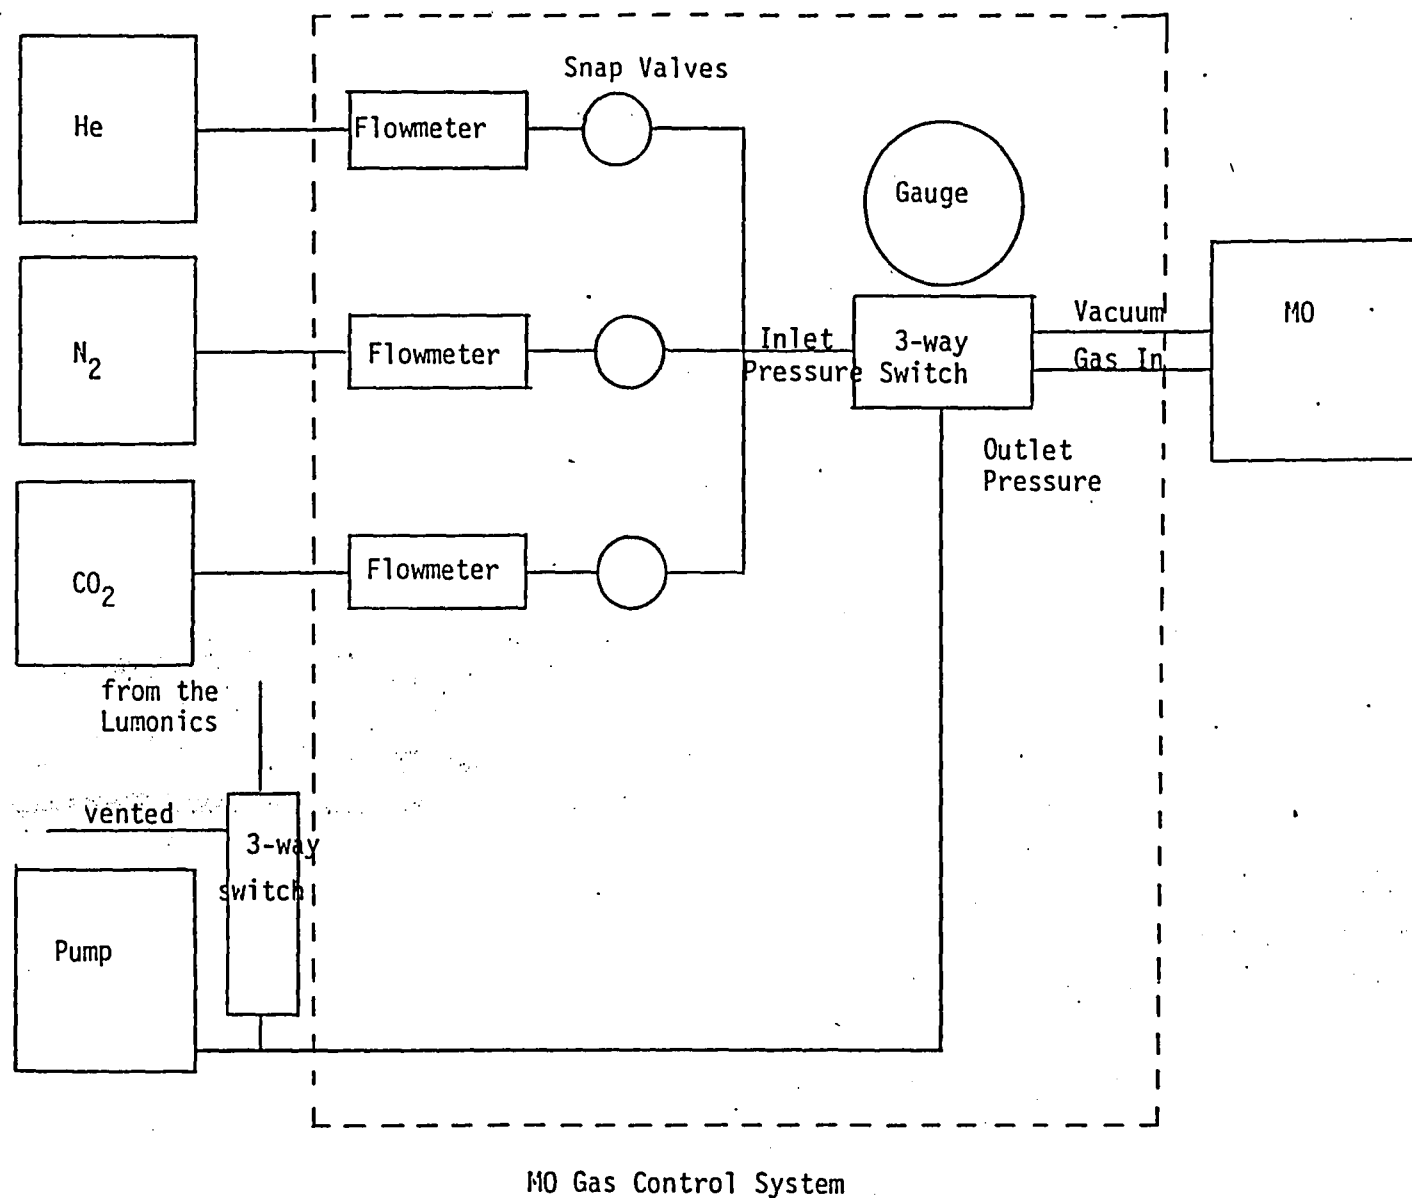 Snap Valves
He
Flowmeter
Gauge
N2
Flowmeter
Inlet
Pressure
3-way
Switch
Vacuum
Gas In
MO
Outlet
Pressure
CO2
Flowmeter
from the
Lumonics
vented
3-way
switch
Pump
MO Gas Control System